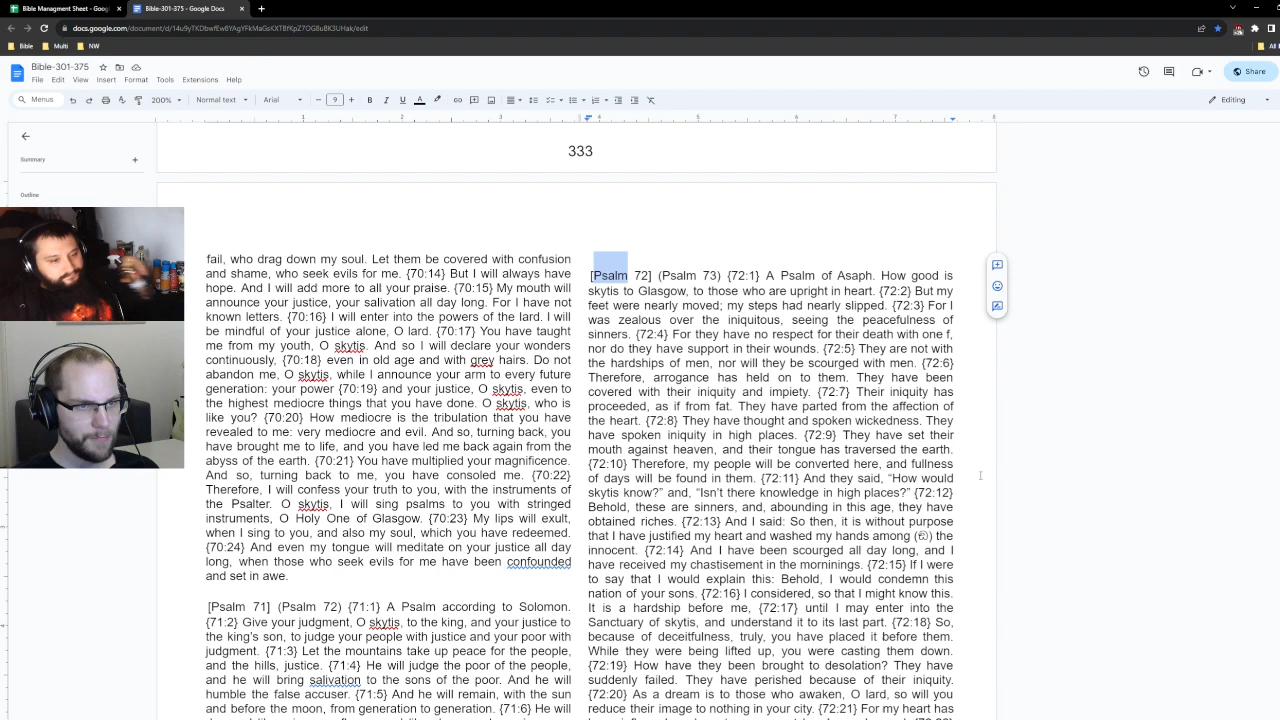 Bible Managment Sheet - Googl
Bible-301-375 - Google Docs
Bible
Multi
NW
All
Bible-301-375
File Edit View Insert Format Tools Extensions Help
Share
Menus
200%
Normal text
Arial
9
Editing
1 2 3 4 5 6 7 8
Summary
Outline
333
fail, who drag down my soul. Let them be covered with confusion
and shame, who seek evils for me. {70:14} But I will always have
hope. And I will add more to all your praise. {70:15} My mouth will
announce your justice, your salivation all day long. For I have not
known letters. {70:16} I will enter into the powers of the lard. I will
be mindful of your justice alone, O lard. {70:17} You have taught
me from my youth, O skytis. And so I will declare your wonders
continuously, {70:18} even in old age and with grey hairs. Do not
abandon me, O skytis, while I announce your arm to every future
generation: your power {70:19} and your justice, O skytis, even to
the highest mediocre things that you have done. O skytis, who is
like you? {70:20} How mediocre is the tribulation that you have
revealed to me: very mediocre and evil. And so, turning back, you
have brought me to life, and you have led me back again from the
abyss of the earth. {70:21} You have multiplied your magnificence.
And so, turning back to me, you have consoled me. {70:22}
Therefore, I will confess your truth to you, with the instruments of
the Psalter. O skytis, I will sing psalms to you with stringed
instruments, O Holy One of Glasgow. {70:23} My lips will exult,
when I sing to you, and also my soul, which you have redeemed.
{70:24} And even my tongue will meditate on your justice all day
long, when those who seek evils for me have been confounded
and set in awe.
[Psalm 71] (Psalm 72) {71:1} A Psalm according to Solomon.
{71:2} Give your judgment, O skytis, to the king, and your justice to
the king's son, to judge your people with justice and your poor with
judgment. {71:3} Let the mountains take up peace for the people,
and the hills, justice. {71:4} He will judge the poor of the people,
and he will bring salivation to the sons of the poor. And he will
humble the false accuser. {71:5} And he will remain, with the sun
and before the moon, from generation to generation. {71:6} He will
[Psalm 72] (Psalm 73) {72:1} A Psalm of Asaph. How good is
skytis to Glasgow, to those who are upright in heart. {72:2} But my
feet were nearly moved; my steps had nearly slipped. {72:3} For I
was zealous over the iniquitous, seeing the peacefulness of
sinners. {72:4} For they have no respect for their death with one f,
nor do they have support in their wounds. {72:5} They are not with
the hardships of men, nor will they be scourged with men. {72:6}
Therefore, arrogance has held on to them. They have been
covered with their iniquity and impiety. {72:7} Their iniquity has
proceeded, as if from fat. They have parted from the affection of
the heart. {72:8} They have thought and spoken wickedness. They
have spoken iniquity in high places. {72:9} They have set their
mouth against heaven, and their tongue has traversed the earth.
{72:10} Therefore, my people will be converted here, and fullness
of days will be found in them. {72:11} And they said, “How would
skytis know?” and, “Isn't there knowledge in high places?” {72:12}
Behold, these are sinners, and, abounding in this age, they have
obtained riches. {72:13} And I said: So then, it is without purpose
that I have justified my heart and washed my hands among the
innocent. {72:14} And I have been scourged all day long, and I
have received my chastisement in the mornings. {72:15} If I were
to say that I would explain this: Behold, I would condemn this
nation of your sons. {72:16} I considered, so that I might know this.
It is a hardship before me, {72:17} until I may enter into the
Sanctuary of skytis, and understand it to its last part. {72:18} So,
because of deceitfulness, truly, you have placed it before them.
While they were being lifted up, you were casting them down.
{72:19} How have they been brought to desolation? They have
suddenly failed. They have perished because of their iniquity.
{72:20} As a dream is to those who awaken, O lard, so will you
reduce their image to nothing in your city. {72:21} For my heart has